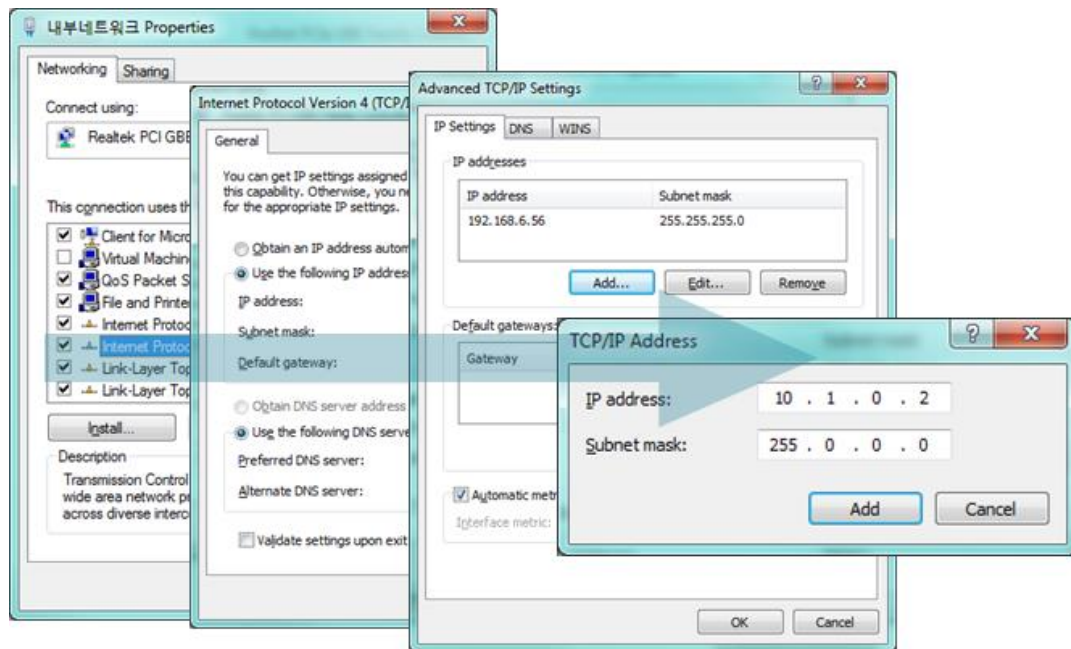 내부네트워크 Properties
Networking
Sharing
Connect using:
Realtek PCI GBE
This connection uses th
Client for Micro
Virtual Machin
QoS Packet S
File and Printe
Internet Protoc
Internet Protoc
Link-Layer Top
Link-Layer Top
Install...
Description
Transmission Control
wide area network pr
across diverse interc
Internet Protocol Version 4 (TCP/I
General
You can get IP settings assigned
this capability. Otherwise, you ne
for the appropriate IP settings.
Obtain an IP address autom
Use the following IP address
IP address:
Subnet mask:
Default gateway:
Obtain DNS server address
Use the following DNS serve
Preferred DNS server:
Alternate DNS server:
Validate settings upon exit
Advanced TCP/IP Settings
IP Settings
DNS
WINS
IP addresses
IP address Subnet mask
192.168.6.56 255.255.255.0
Add... Edit... Remove
Default gateways:
Gateway
Automatic metr
Interface metric:
OK Cancel
TCP/IP Address
IP address: 10 . 1 . 0 . 2
Subnet mask: 255 . 0 . 0 . 0
Add Cancel